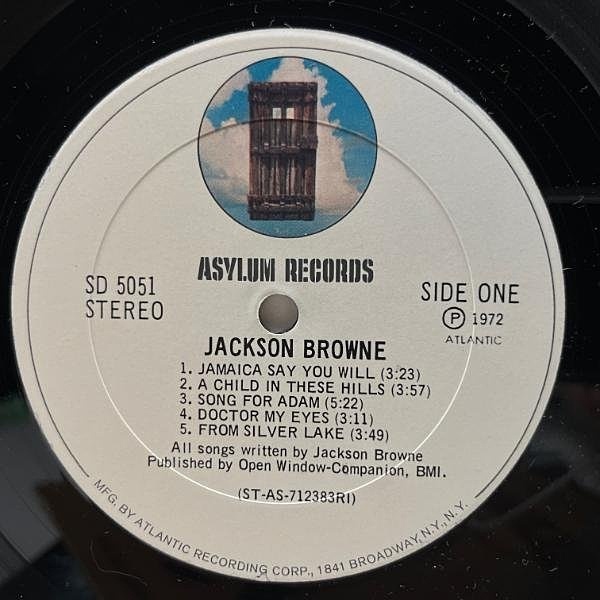 ASYLUM RECORDS
SD 5051
STEREO
SIDE ONE
Ⓟ 1972
ATLANTIC
JACKSON BROWNE
1. JAMAICA SAY YOU WILL (3:23)
2. A CHILD IN THESE HILLS (3:57)
3. SONG FOR ADAM (5:22)
4. DOCTOR MY EYES (3:11)
5. FROM SILVER LAKE (3:49)
All songs written by Jackson Browne
Published by Open Window-Companion, BMI.
(ST-AS-712383RI)
MFG. BY ATLANTIC RECORDING CORP., 1841 BROADWAY, N.Y., N.Y.